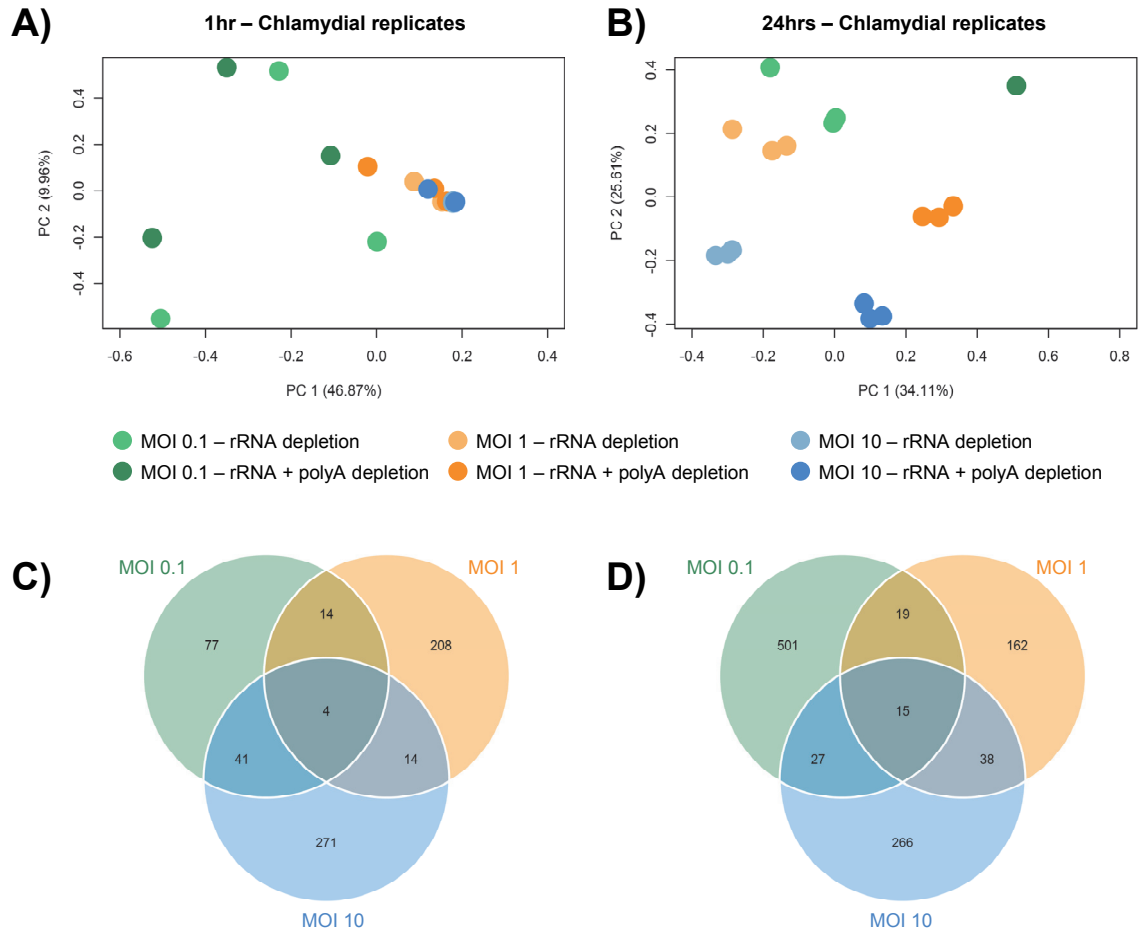 A)
1hr – Chlamydial replicates
PC 2 (9.96%)
0.4
0.2
0.0
-0.2
-0.4
-0.6
-0.4
-0.2
0.0
0.2
0.4
PC 1 (46.87%)
B)
24hrs – Chlamydial replicates
PC 2 (25.61%)
0.4
0.2
0.0
-0.2
-0.4
-0.4
-0.2
0.0
0.2
0.4
0.6
0.8
PC 1 (34.11%)
MOI 0.1 – rRNA depletion
MOI 1 – rRNA depletion
MOI 10 – rRNA depletion
MOI 0.1 – rRNA + polyA depletion
MOI 1 – rRNA + polyA depletion
MOI 10 – rRNA + polyA depletion
C)
MOI 0.1
MOI 1
14
77
208
4
41
14
271
MOI 10
D)
MOI 0.1
MOI 1
19
501
162
15
27
38
266
MOI 10